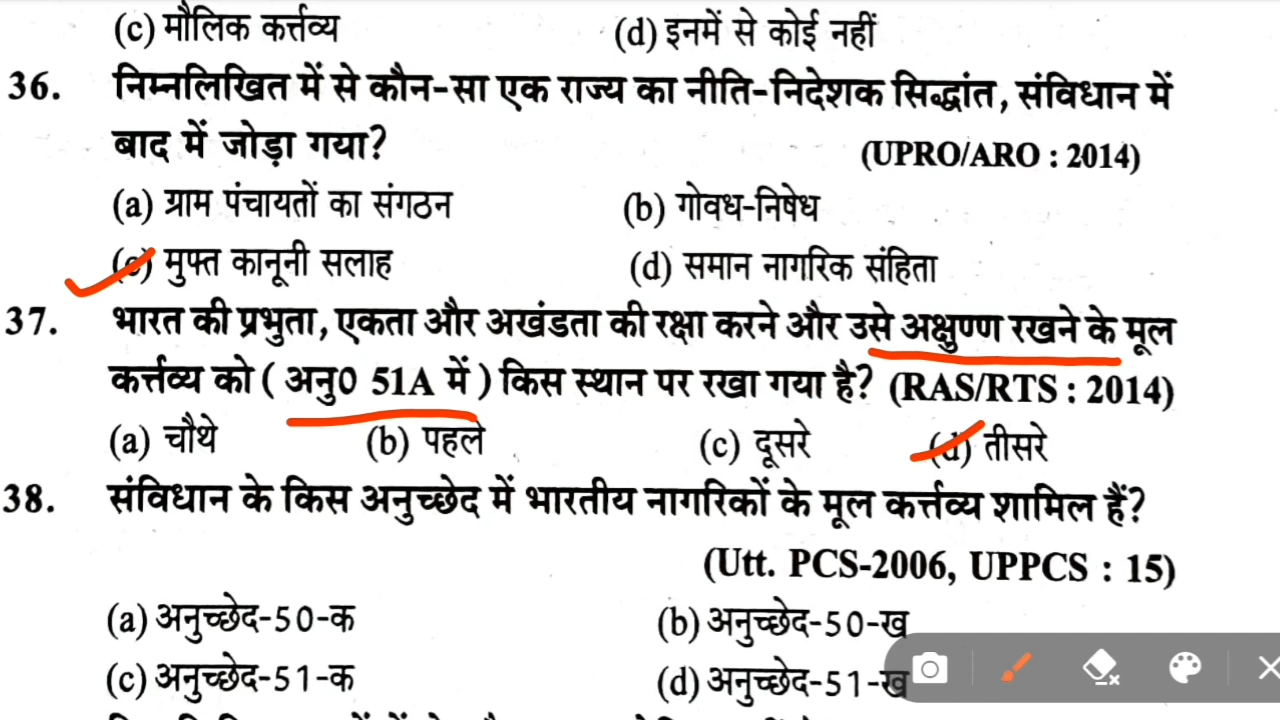 (c) मौलिक कर्त्तव्य (d) इनमें से कोई नहीं
36. निम्नलिखित में से कौन-सा एक राज्य का नीति-निदेशक सिद्धांत, संविधान में
बाद में जोड़ा गया? (UPRO/ARO : 2014)
(a) ग्राम पंचायतों का संगठन (b) गोवध-निषेध
(c) मुफ्त कानूनी सलाह (d) समान नागरिक संहिता
37. भारत की प्रभुता, एकता और अखंडता की रक्षा करने और उसे अक्षुण्ण रखने के मूल
कर्त्तव्य को ( अनु0 51A में ) किस स्थान पर रखा गया है? (RAS/RTS : 2014)
(a) चौथे (b) पहले (c) दूसरे (d) तीसरे
38. संविधान के किस अनुच्छेद में भारतीय नागरिकों के मूल कर्त्तव्य शामिल हैं?
(Utt. PCS-2006, UPPCS : 15)
(a) अनुच्छेद-50-क (b) अनुच्छेद-50-ख
(c) अनुच्छेद-51-क (d) अनुच्छेद-51-ख